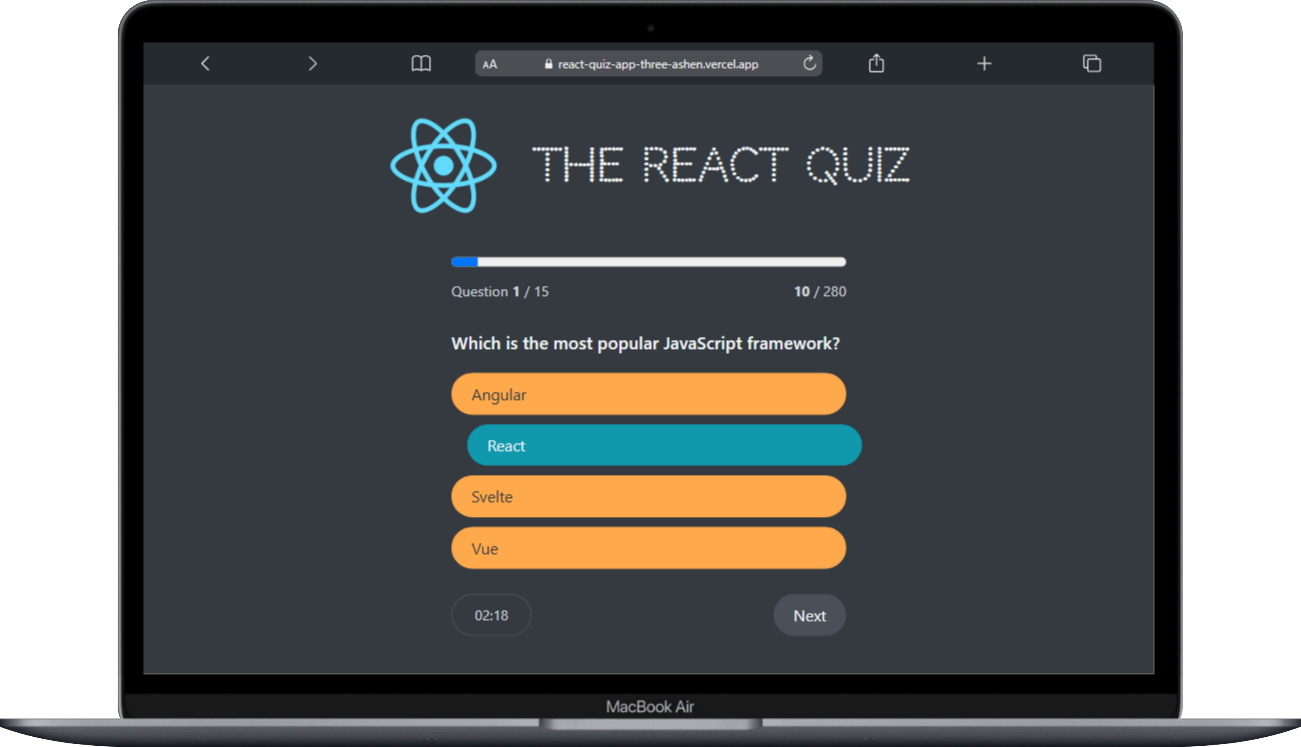 AA react-quiz-app-three-ashen.vercel.app
THE REACT QUIZ
Question 1 / 15
10 / 280
Which is the most popular JavaScript framework?
Angular
React
Svelte
Vue
02:18
Next
MacBook Air